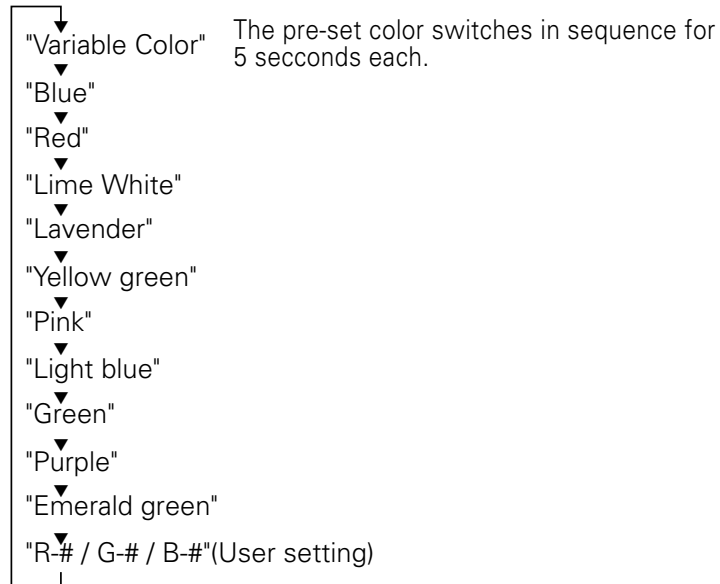 "Variable Color"
The pre-set color switches in sequence for
5 secconds each.
"Blue"
"Red"
"Lime White"
"Lavender"
"Yellow green"
"Pink"
"Light blue"
"Green"
"Purple"
"Emerald green"
"R-# / G-# / B-#"(User setting)